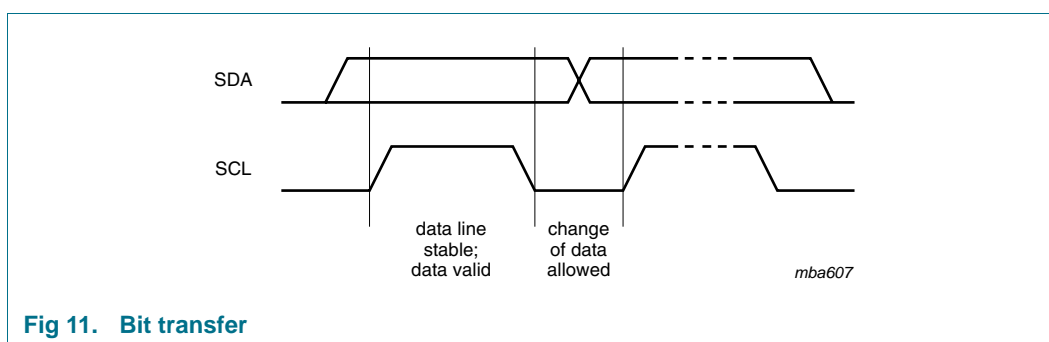 SDA
SCL
data line
stable;
data valid
change
of data
allowed
mba607
Fig 11. Bit transfer